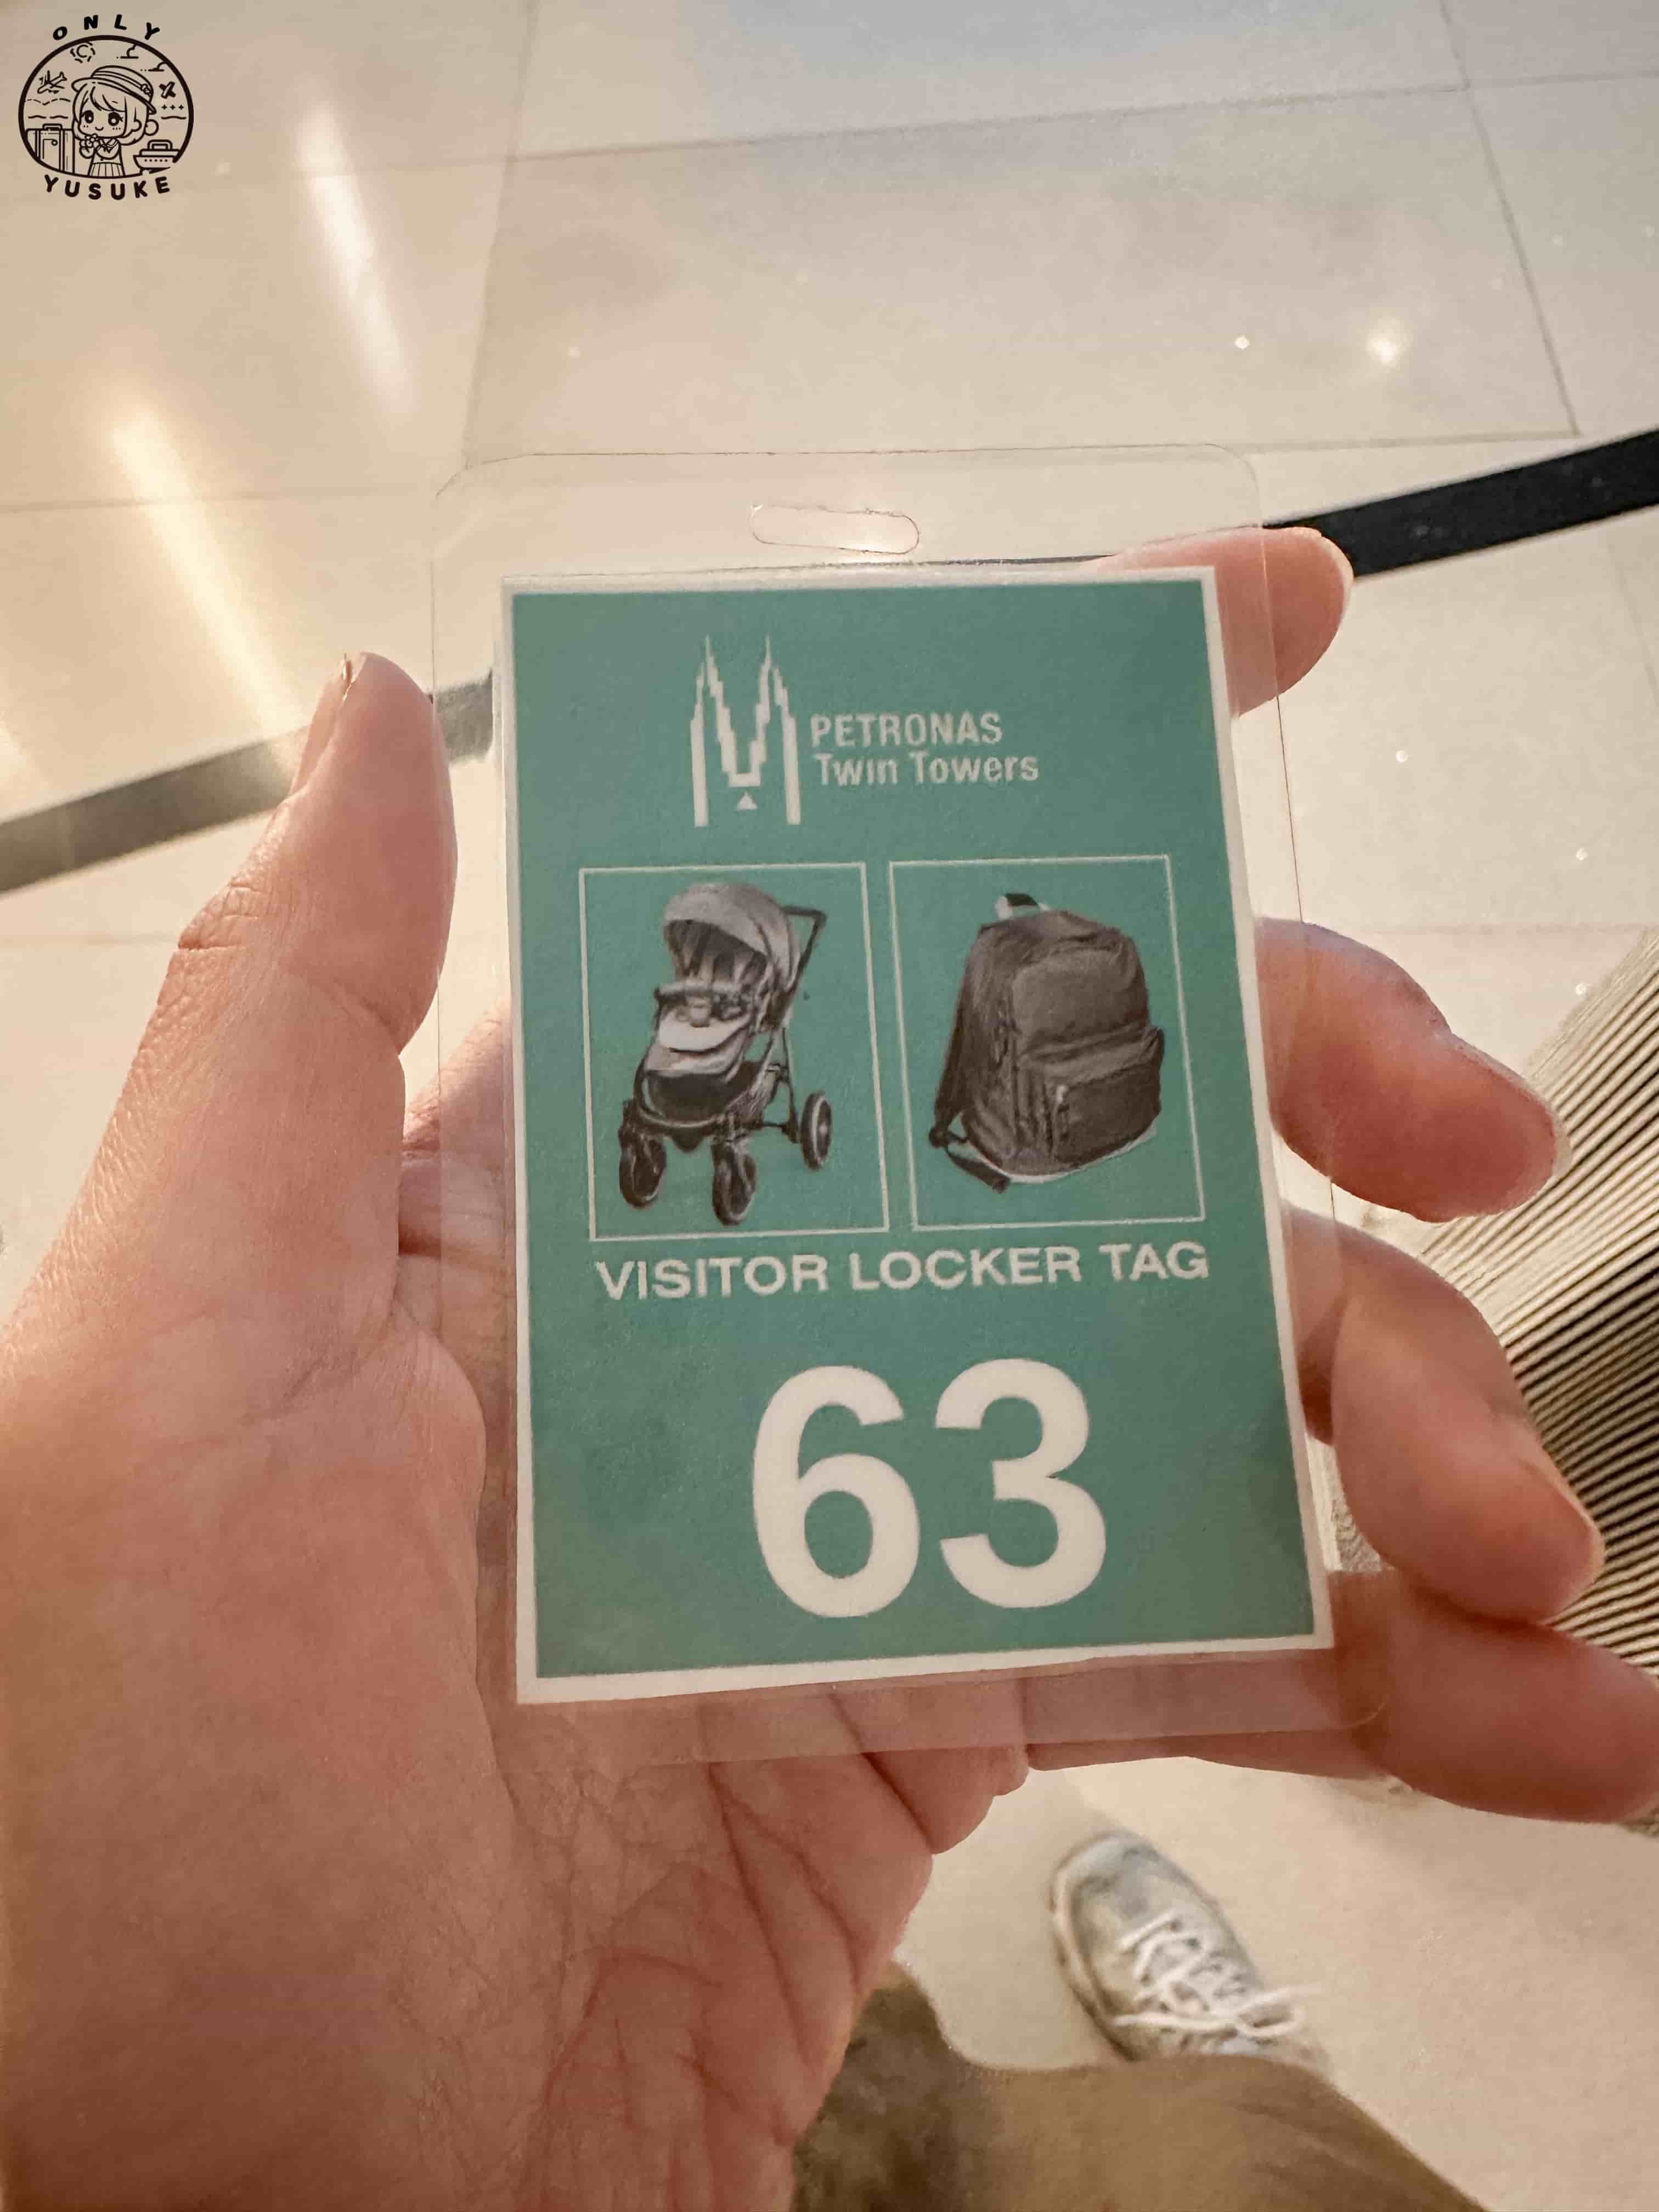 ONLY
YUSUKE
PETRONAS
Twin Towers
VISITOR LOCKER TAG
63